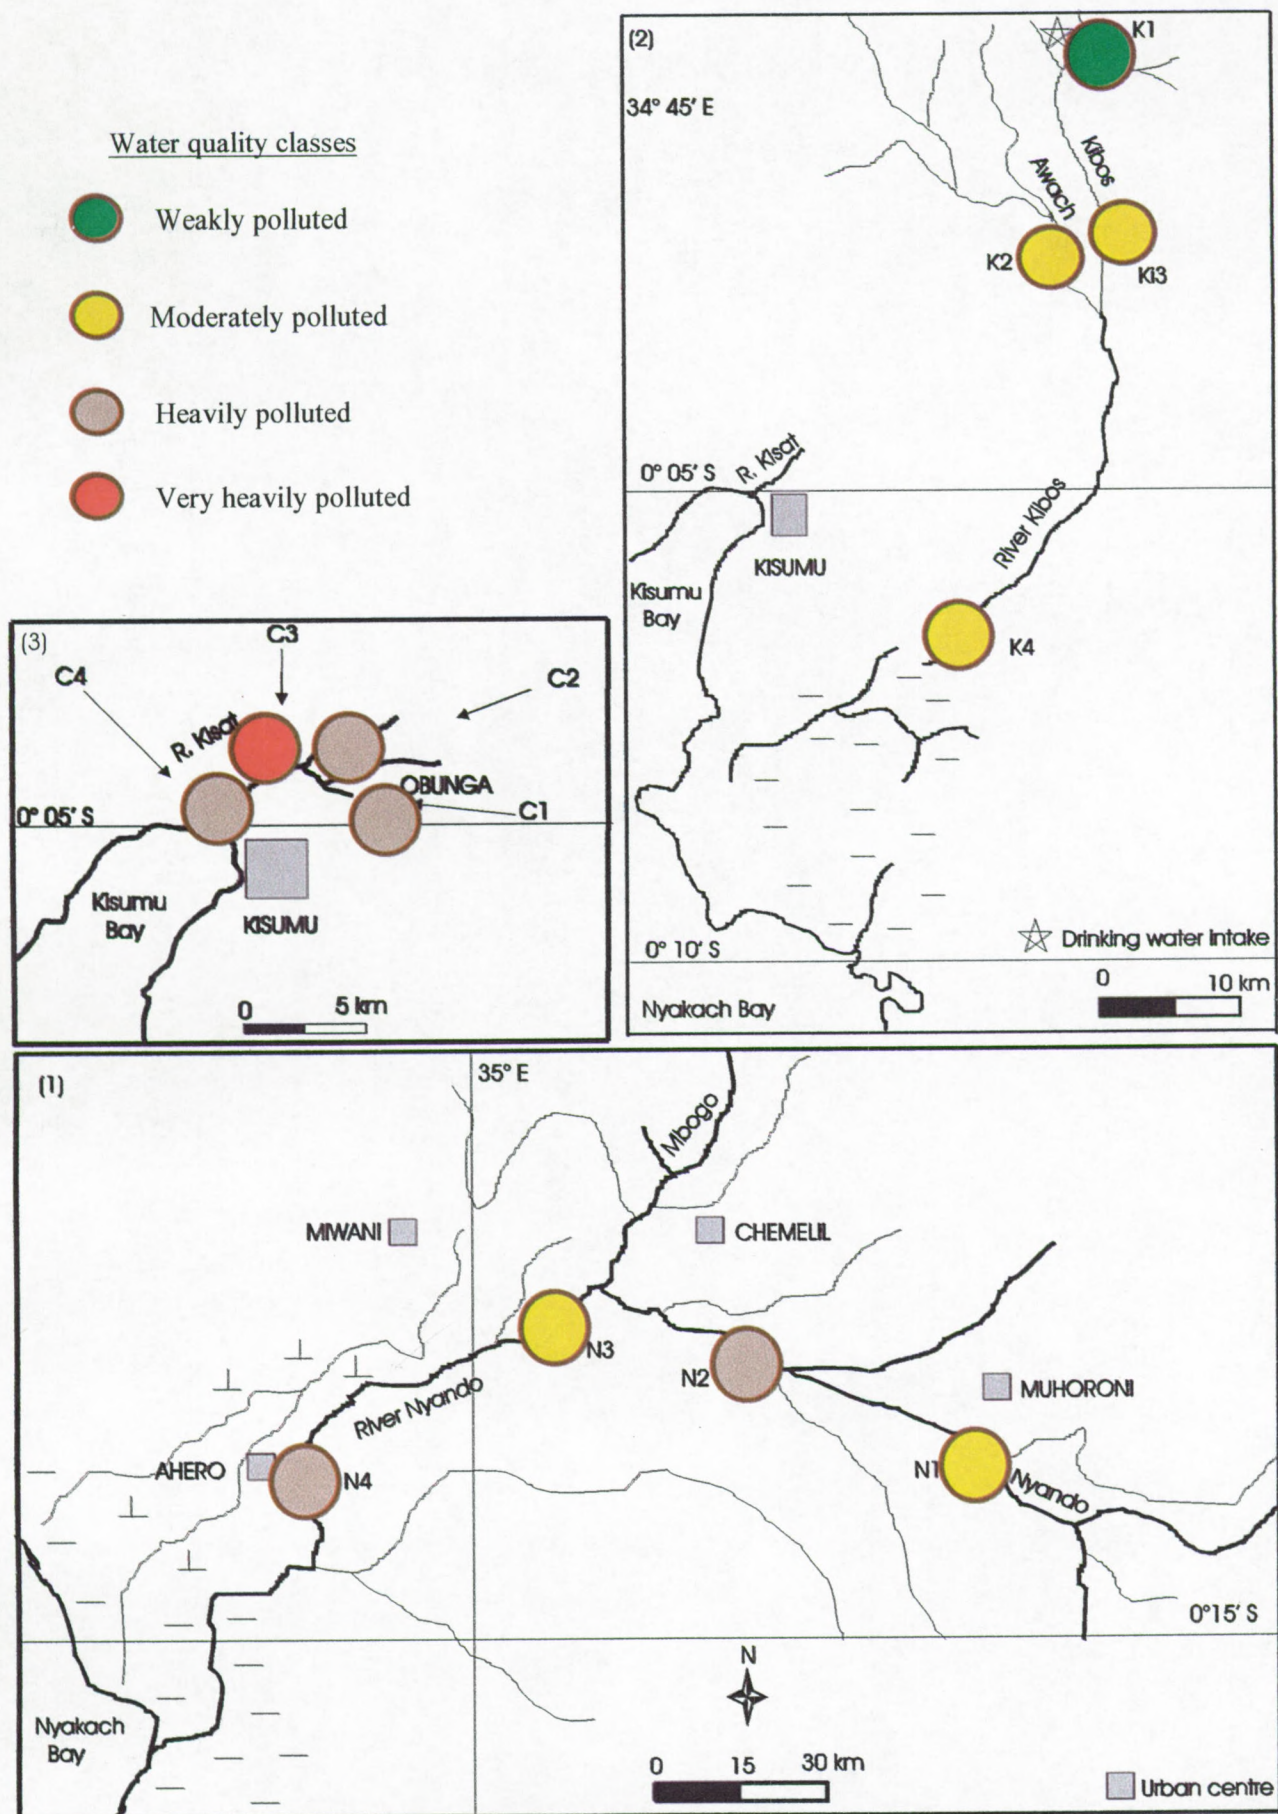 Water quality classes
Weakly polluted
Moderately polluted
Heavily polluted
Very heavily polluted
(2)
K1
34° 45' E
Kibos
Awach
K2
Ki3
0° 05' S
R. Kisat
KISUMU
River Kibos
Kisumu
Bay
K4
0° 10' S
Drinking water intake
0 10 km
Nyakach Bay
(3)
C3
C4
C2
R. Kisat
OBUNGA
0° 05' S
C1
Kisumu
Bay
KISUMU
0 5 km
(1)
35° E
Mbogo
MIWANI
CHEMELIL
N3
N2
MUHORONI
River Nyando
AHERO
N4
N1
Nyando
0°15' S
N
Nyakach
Bay
0 15 30 km
Urban centre